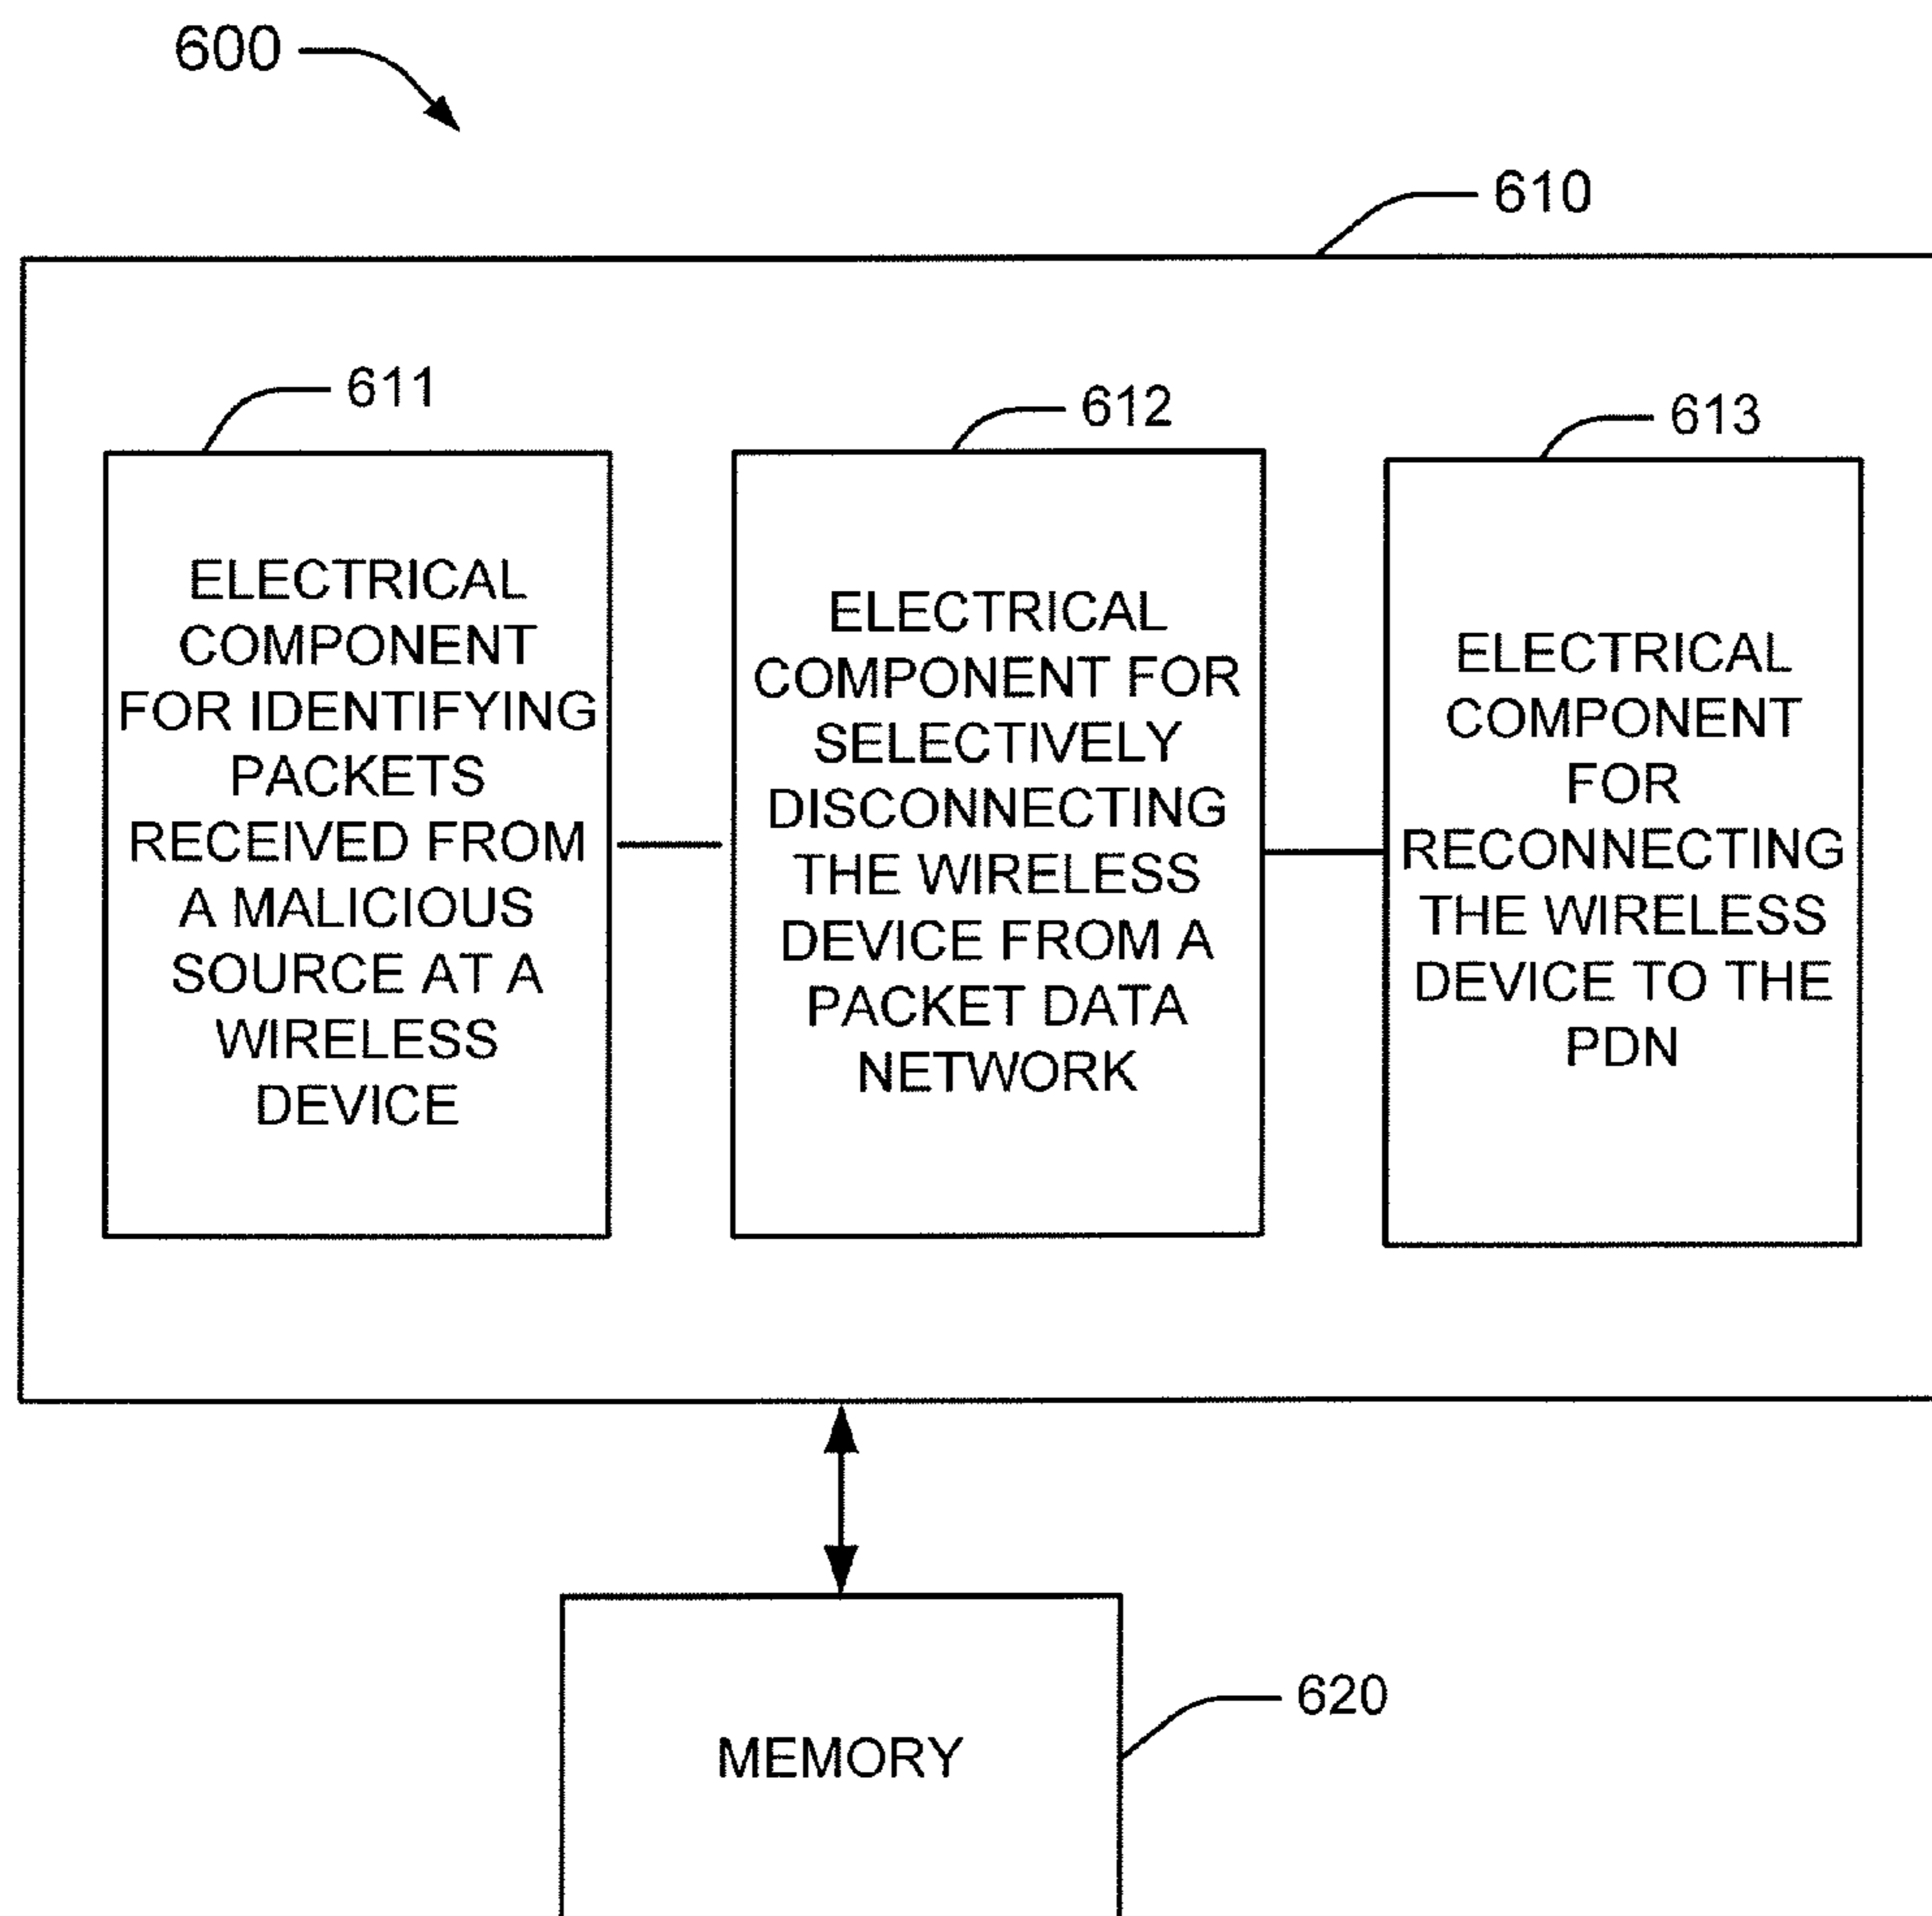 600
610
611
612
613
ELECTRICAL
COMPONENT
FOR IDENTIFYING
PACKETS
RECEIVED FROM
A MALICIOUS
SOURCE AT A
WIRELESS
DEVICE
ELECTRICAL
COMPONENT FOR
SELECTIVELY
DISCONNECTING
THE WIRELESS
DEVICE FROM A
PACKET DATA
NETWORK
ELECTRICAL
COMPONENT
FOR
RECONNECTING
THE WIRELESS
DEVICE TO THE
PDN
620
MEMORY